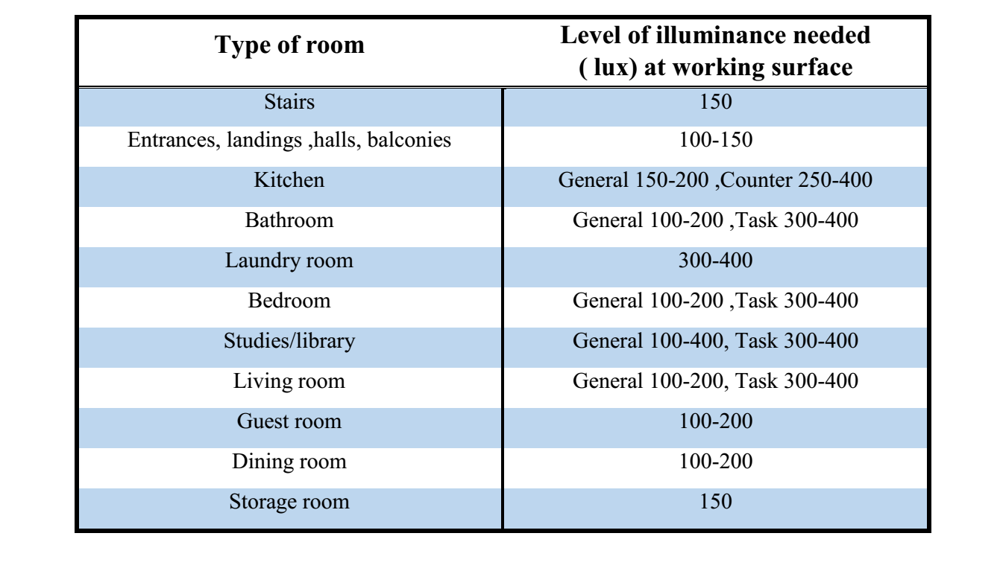 Type of room
Level of illuminance needed
( lux) at working surface
Stairs 150
Entrances, landings ,halls, balconies 100-150
Kitchen General 150-200 ,Counter 250-400
Bathroom General 100-200 ,Task 300-400
Laundry room 300-400
Bedroom General 100-200 ,Task 300-400
Studies/library General 100-400, Task 300-400
Living room General 100-200, Task 300-400
Guest room 100-200
Dining room 100-200
Storage room 150